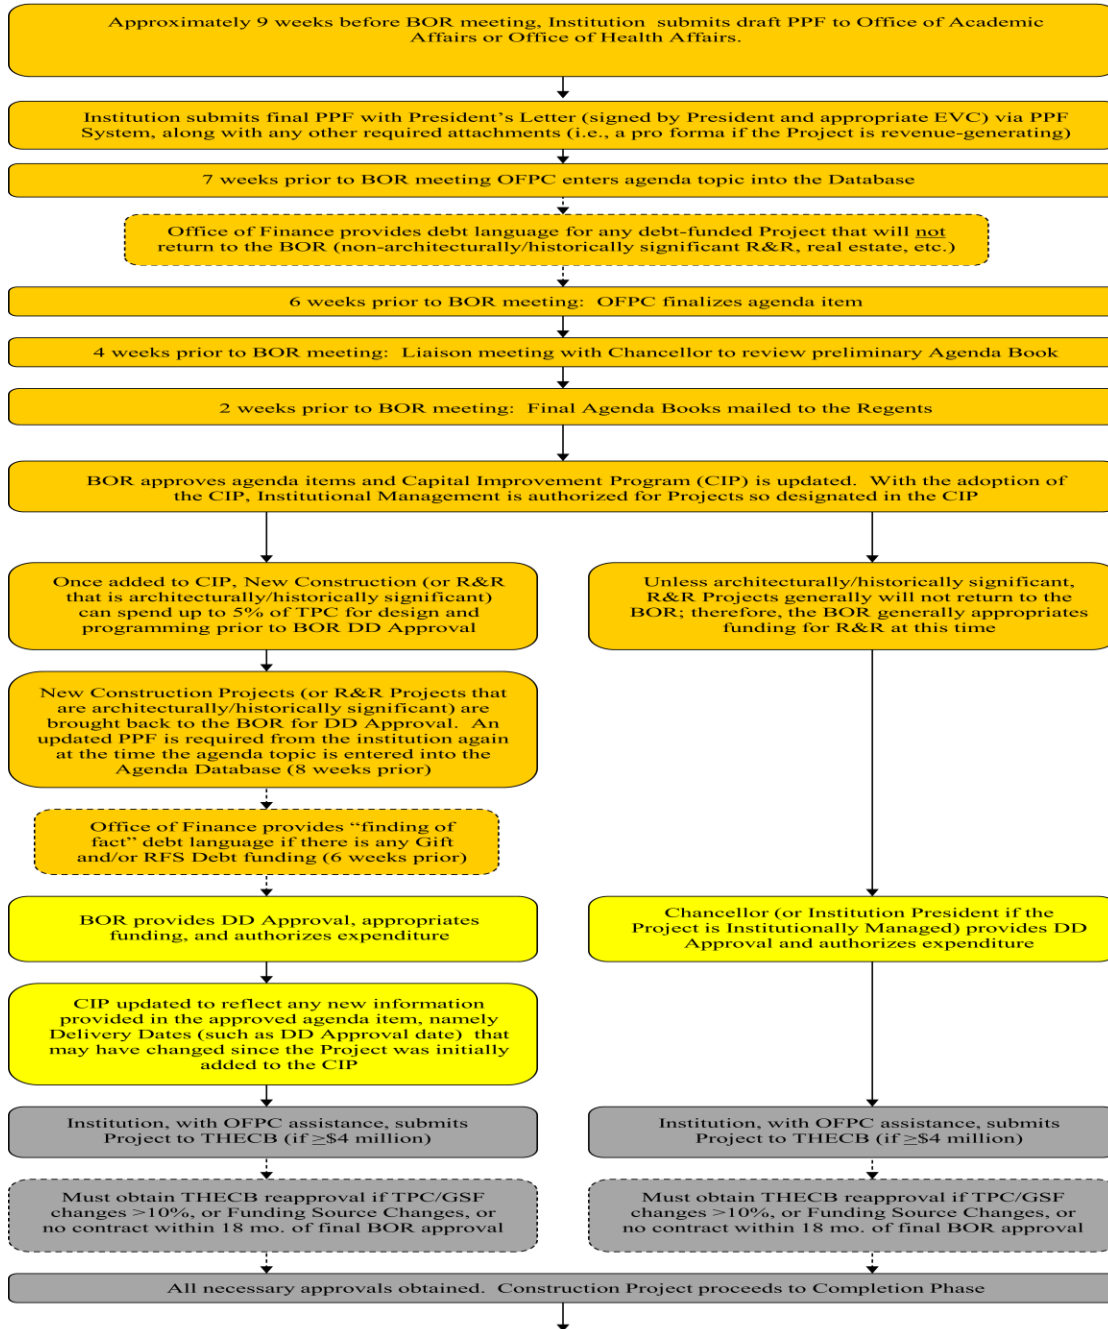 Approximately 9 weeks before BOR meeting, Institution submits draft PPF to Office of Academic
Affairs or Office of Health Affairs.
Institution submits final PPF with President's Letter (signed by President and appropriate EVC) via PPF
System, along with any other required attachments (i.e., a pro forma if the Project is revenue-generating)
7 weeks prior to BOR meeting OFPC enters agenda topic into the Database
Office of Finance provides debt language for any debt-funded Project that will not
return to the BOR (non-architecturally/historically significant R&R, real estate, etc.)
6 weeks prior to BOR meeting: OFPC finalizes agenda item
4 weeks prior to BOR meeting: Liaison meeting with Chancellor to review preliminary Agenda Book
2 weeks prior to BOR meeting: Final Agenda Books mailed to the Regents
BOR approves agenda items and Capital Improvement Program (CIP) is updated. With the adoption of
the CIP, Institutional Management is authorized for Projects so designated in the CIP
Once added to CIP, New Construction (or R&R
that is architecturally/historically significant)
can spend up to 5% of TPC for design and
programming prior to BOR DD Approval
New Construction Projects (or R&R Projects that
are architecturally/historically significant) are
brought back to the BOR for DD Approval. An
updated PPF is required from the institution again
at the time the agenda topic is entered into the
Agenda Database (8 weeks prior)
Office of Finance provides "finding of
fact" debt language if there is any Gift
and/or RFS Debt funding (6 weeks prior)
BOR provides DD Approval, appropriates
funding, and authorizes expenditure
CIP updated to reflect any new information
provided in the approved agenda item, namely
Delivery Dates (such as DD Approval date) that
may have changed since the Project was initially
added to the CIP
Institution, with OFPC assistance, submits
Project to THECB (if ≥$4 million)
Must obtain THECB reapproval if TPC/GSF
changes >10%, or Funding Source Changes, or
no contract within 18 mo. of final BOR approval
Unless architecturally/historically significant,
R&R Projects generally will not return to the
BOR; therefore, the BOR generally appropriates
funding for R&R at this time
Chancellor (or Institution President if the
Project is Institutionally Managed) provides DD
Approval and authorizes expenditure
Institution, with OFPC assistance, submits
Project to THECB (if ≥$4 million)
Must obtain THECB reapproval if TPC/GSF
changes >10%, or Funding Source Changes, or
no contract within 18 mo. of final BOR approval
All necessary approvals obtained. Construction Project proceeds to Completion Phase